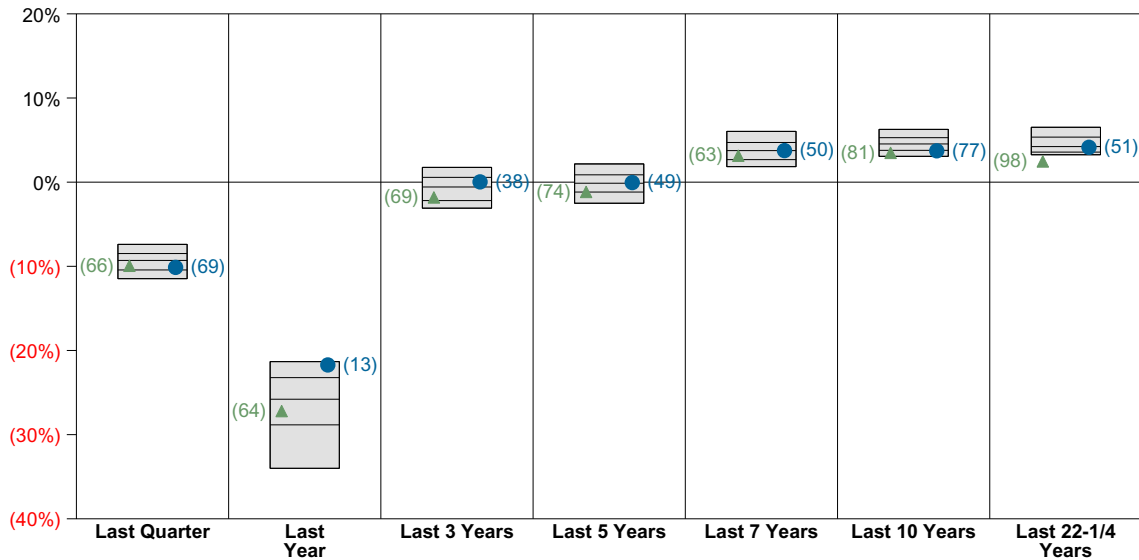 20%
10%
0%
(10%)
(20%)
(30%)
(40%)
(66) (69)
(64) (13)
(69) (38)
(74) (49)
(63) (50)
(81) (77)
(98) (51)
Last Quarter
Last
Year
Last 3 Years
Last 5 Years
Last 7 Years
Last 10 Years
Last 22-1/4
Years